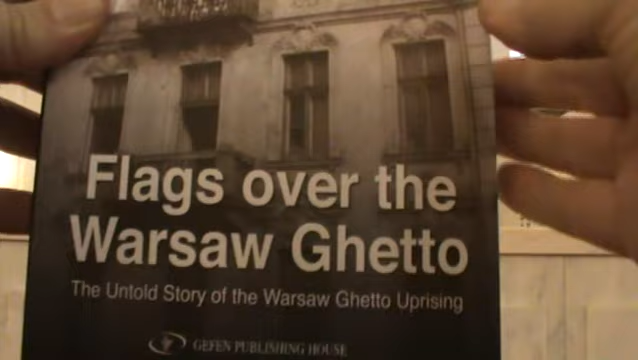 Flags over the
Warsaw Ghetto
The Untold Story of the Warsaw Ghetto Uprising
GEFEN PUBLISHING HOUSE